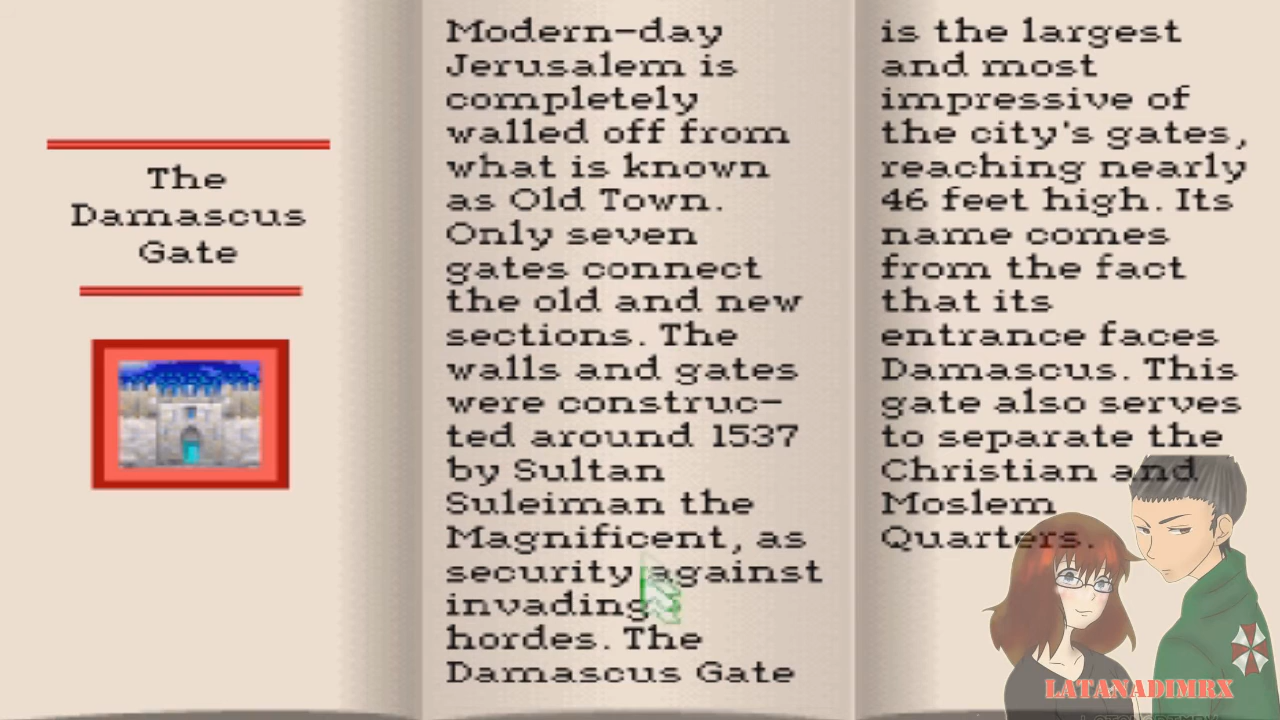 The
Damascus
Gate
Modern-day
Jerusalem is
completely
walled off from
what is known
as Old Town.
Only seven
gates connect
the old and new
sections. The
walls and gates
were construc-
ted around 1537
by Sultan
Suleiman the
Magnificent, as
security against
invading
hordes. The
Damascus Gate
is the largest
and most
impressive of
the city's gates,
reaching nearly
46 feet high. Its
name comes
from the fact
that its
entrance faces
Damascus. This
gate also serves
to separate the
Christian and
Moslem
Quarters.
LATANADIMRX